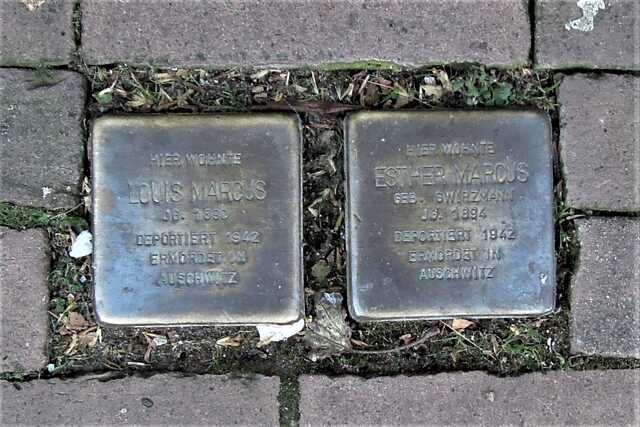 HIER WOHNTE
LOUIS MARCUS
JG.
DEPORTIERT 1942
ERMORDET IN
AUSCHWITZ
HIER WOHNTE
ESTHER MARCUS
GEB.
JG. 1894
DEPORTIERT 1942
ERMORDET IN
AUSCHWITZ